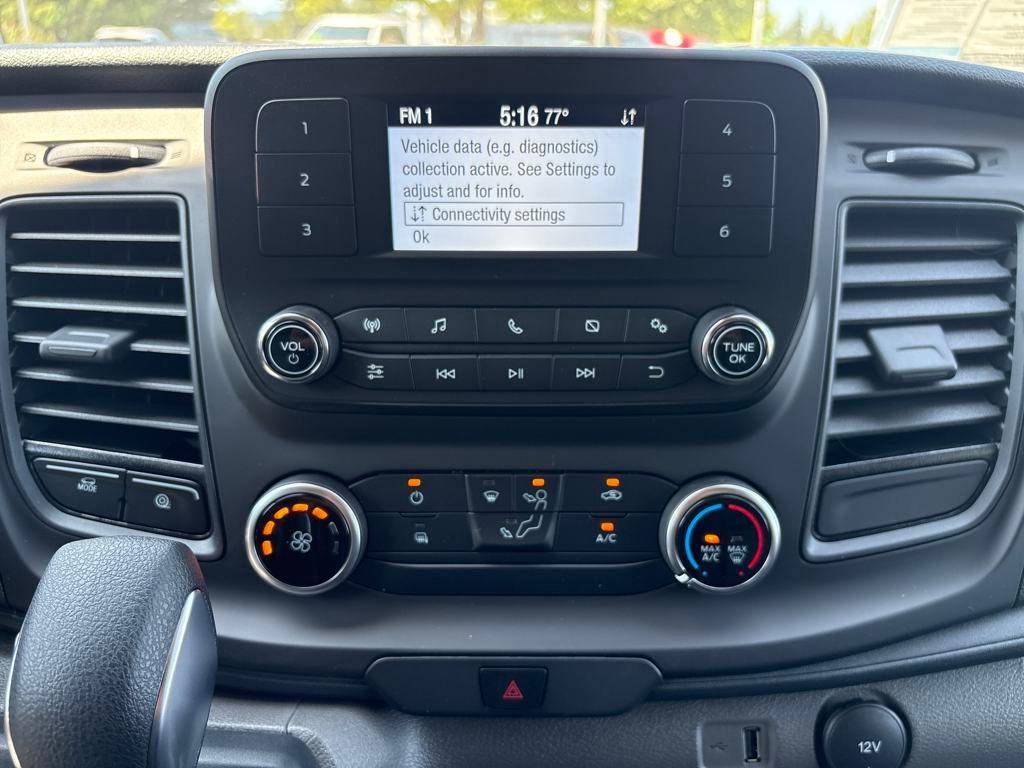 FM 1 5:16 77°
1
2
3
Vehicle data (e.g. diagnostics)
collection active. See Settings to
adjust and for info.
Connectivity settings
Ok
4
5
6
VOL
TUNE
OK
MODE
A/C
MAX
A/C
MAX
12V